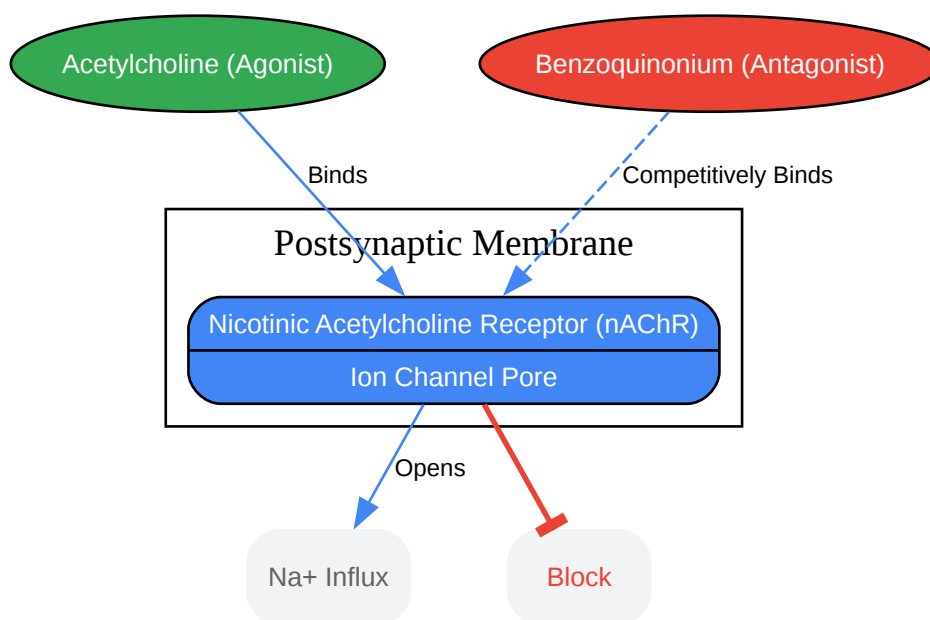 Acetylcholine (Agonist)
Benzoquinonium (Antagonist)
Binds
Competitively Binds
Postsynaptic Membrane
Nicotinic Acetylcholine Receptor (nAChR)
Ion Channel Pore
Opens
Na+ Influx
Block